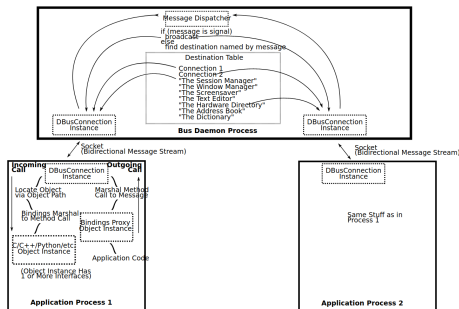 Message Dispatcher
if (message is signal)
broadcast
else
find destination named by message
Destination Table
Connection 1
Connection 2
"The Session Manager"
"The Window Manager"
"The Screensaver"
"The Text Editor"
"The Hardware Directory"
"The Address Book"
"The Dictionary"
DBusConnection
Instance
DBusConnection
Instance
Bus Daemon Process
Socket
(Bidirectional Message Stream)
Socket
(Bidirectional Message Stream)
Incoming
Call
Outgoing
Call
DBusConnection
Instance
Locate Object
via Object Path
Marshal Method
Call to Message
Bindings Marshal
to Method Call
Bindings Proxy
Object Instance
C/C++/Python/etc.
Object Instance
Application Code
(Object Instance Has
1 or More Interfaces)
Application Process 1
DBusConnection
Instance
Same Stuff as in
Process 1
Application Process 2